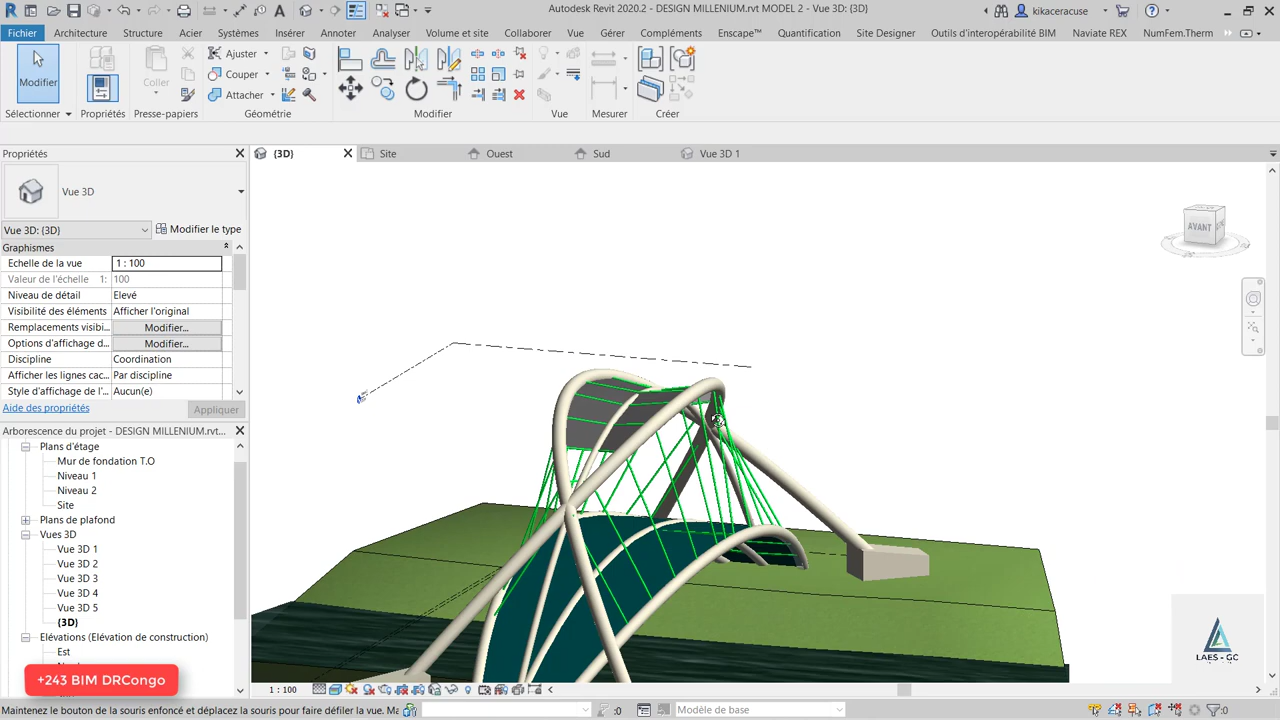 Autodesk Revit 2020.2 - DESIGN MILLENIUM.rvt MODEL 2 - Vue 3D: {3D}
kikaceracuse
Fichier Architecture Structure Acier Systèmes Insérer Annoter Analyser Volume et site Collaborer Vue Gérer Compléments Enscape™ Quantification Site Designer Outils d'interopérabilité BIM Naviate REX NumFem.Therm
Modifier
Coller
Ajuster
Couper
Attacher
Sélectionner Propriétés Presse-papiers Géométrie Modifier Vue Mesurer Créer
Propriétés
{3D} Site Ouest Sud Vue 3D 1
Vue 3D
Vue 3D: {3D} Modifier le type
Graphismes
Echelle de la vue 1 : 100
Valeur de l'échelle 1: 100
Niveau de détail Elevé
Visibilité des éléments Afficher l'original
Remplacements visibi... Modifier...
Options d'affichage d... Modifier...
Discipline Coordination
Afficher les lignes cac... Par discipline
Style d'affichage de l'... Aucun(e)
Aide des propriétés Appliquer
Arborescence du projet - DESIGN MILLENIUM.rvt...
Plans d'étage
Mur de fondation T.O
Niveau 1
Niveau 2
Site
Plans de plafond
Vues 3D
Vue 3D 1
Vue 3D 2
Vue 3D 3
Vue 3D 4
Vue 3D 5
{3D}
Elévations (Elévation de construction)
Est
+243 BIM DRCongo
AVANT
LAES - GC
1 : 100
Maintenez le bouton de la souris enfoncé et déplacez la souris pour faire défiler la vue. Ma
:0
Modèle de base
:0